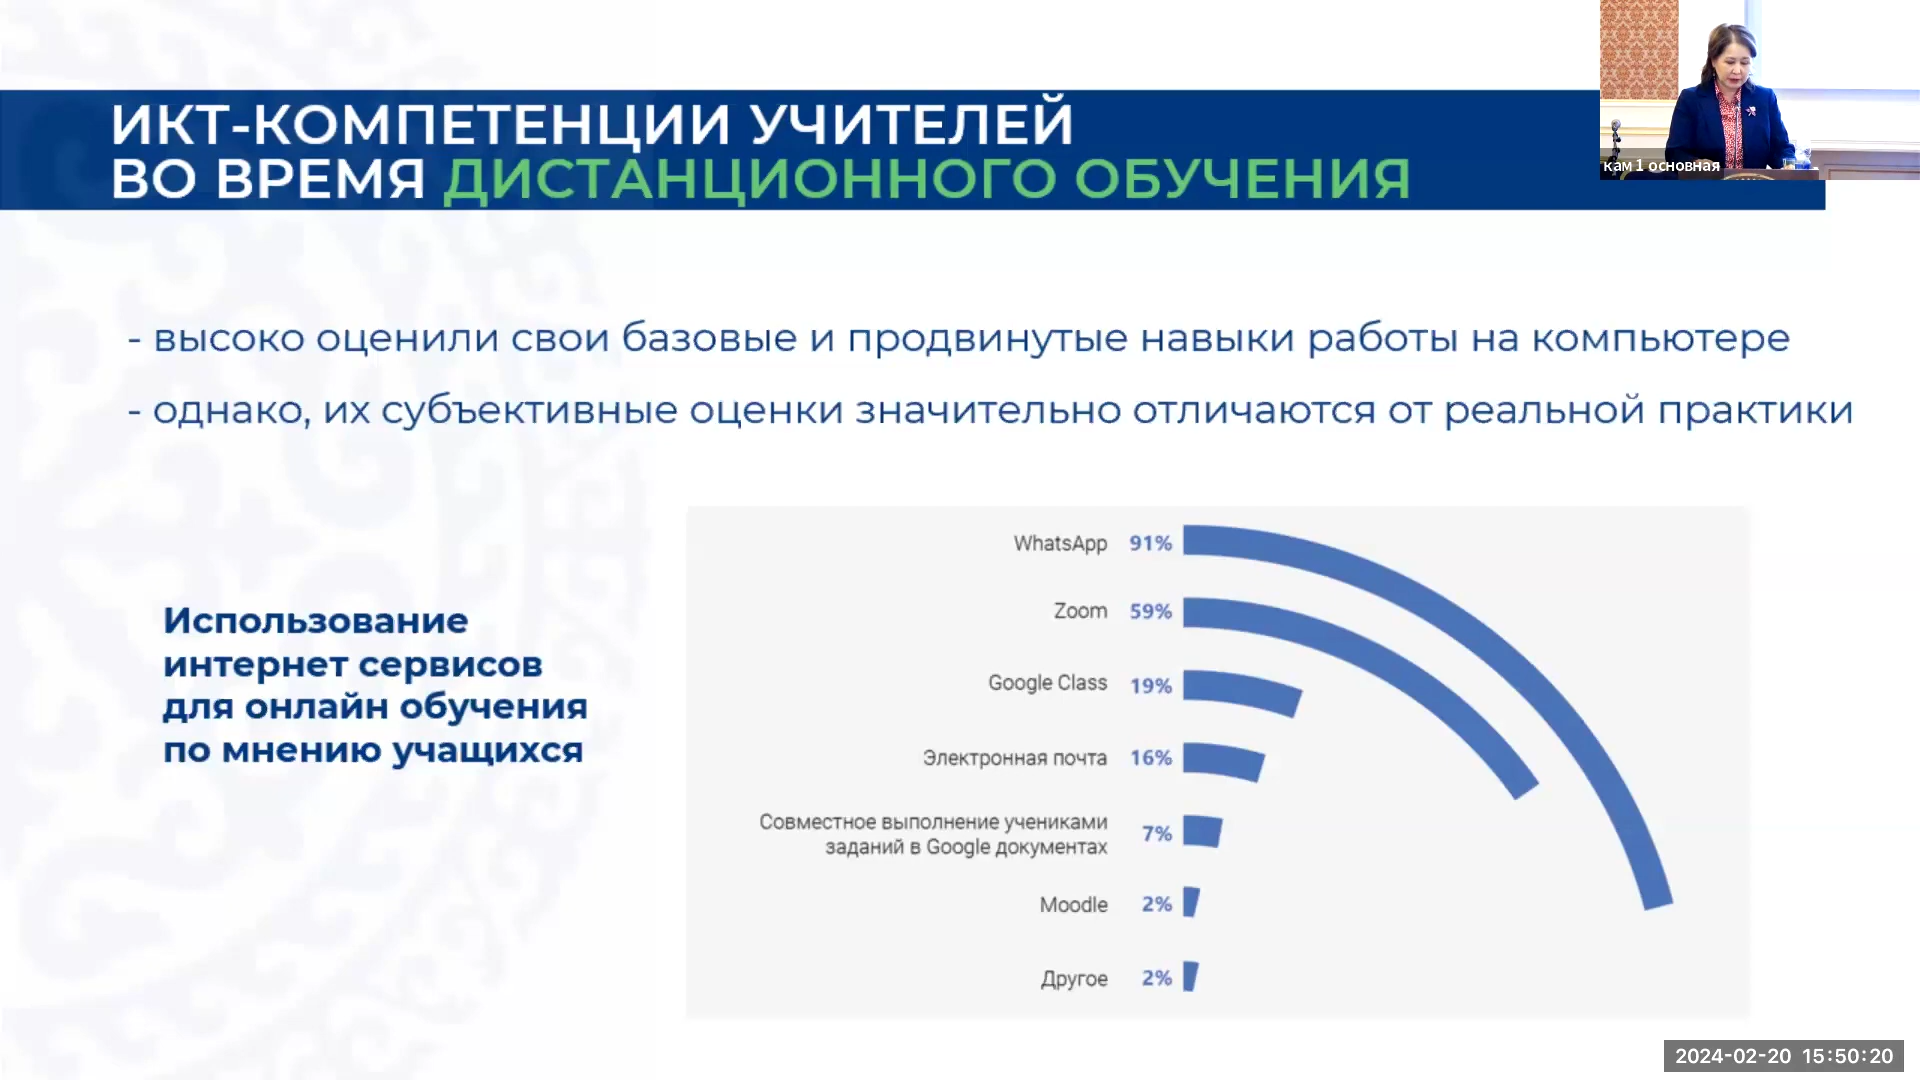 ИКТ-КОМПЕТЕНЦИИ УЧИТЕЛЕЙ
ВО ВРЕМЯ ДИСТАНЦИОННОГО ОБУЧЕНИЯ
кам 1 основная
- высоко оценили свои базовые и продвинутые навыки работы на компьютере
- однако, их субъективные оценки значительно отличаются от реальной практики
Использование
интернет сервисов
для онлайн обучения
по мнению учащихся
WhatsApp 91%
Zoom 59%
Google Class 19%
Электронная почта 16%
Совместное выполнение учениками
заданий в Google документах 7%
Moodle 2%
Другое 2%
2024-02-20 15:50:20